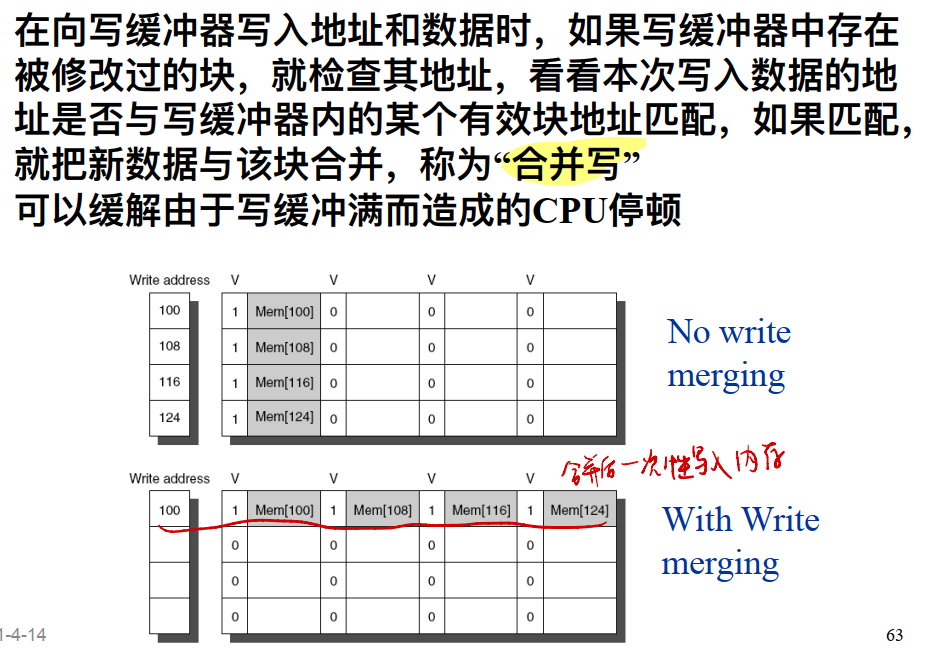 在向写缓冲器写入地址和数据时，如果写缓冲器中存在
被修改过的块，就检查其地址，看看本次写入数据的地
址是否与写缓冲器内的某个有效块地址匹配，如果匹配，
就把新数据与该块合并，称为“合并写”
可以缓解由于写缓冲满而造成的CPU停顿
Write address V V V V
100 1 Mem[100] 0 0 0
108 1 Mem[108] 0 0 0
116 1 Mem[116] 0 0 0
124 1 Mem[124] 0 0 0
No write
merging
合并后一次性写入内存
Write address V V V V
100 1 Mem[100] 1 Mem[108] 1 Mem[116] 1 Mem[124]
0 0 0 0
0 0 0 0
0 0 0 0
With Write
merging
1-4-14
63